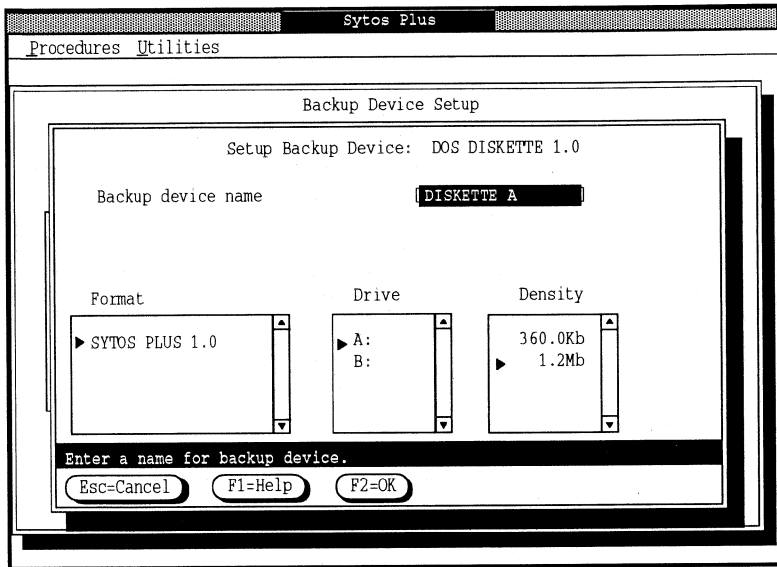 Sytos Plus
Procedures Utilities
Backup Device Setup
Setup Backup Device: DOS DISKETTE 1.0
Backup device name [DISKETTE A]
Format Drive Density
SYTOS PLUS 1.0 A: 360.0Kb
B: 1.2Mb
Enter a name for backup device.
Esc=Cancel F1=Help F2=OK